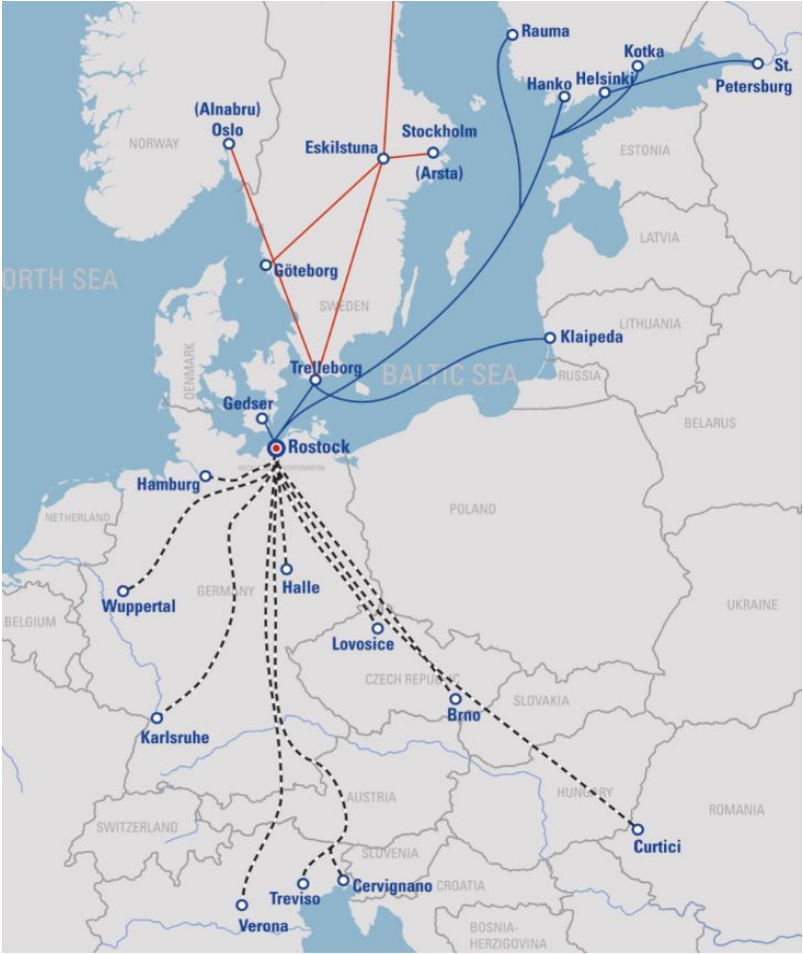 Rauma
Kotka
Hanko
Helsinki
St.
Petersburg
(Alnabru)
Oslo
NORWAY
Eskilstuna
Stockholm
(Arsta)
ESTONIA
LATVIA
ORTH SEA
Göteborg
SWEDEN
LITHUANIA
Klaipeda
DENMARK
Trelleborg
BALTIC SEA
RUSSIA
Gedser
BELARUS
Rostock
Hamburg
POLAND
NETHERLAND
Halle
GERMANY
Wuppertal
UKRAINE
BELGIUM
Lovosice
CZECH REPUBLIC
SLOVAKIA
Brno
Karlsruhe
HUNGARY
AUSTRIA
ROMANIA
SWITZERLAND
Curtici
SLOVENIA
Treviso
Cervignano
CROATIA
Verona
BOSNIA-
HERZIGOVINA